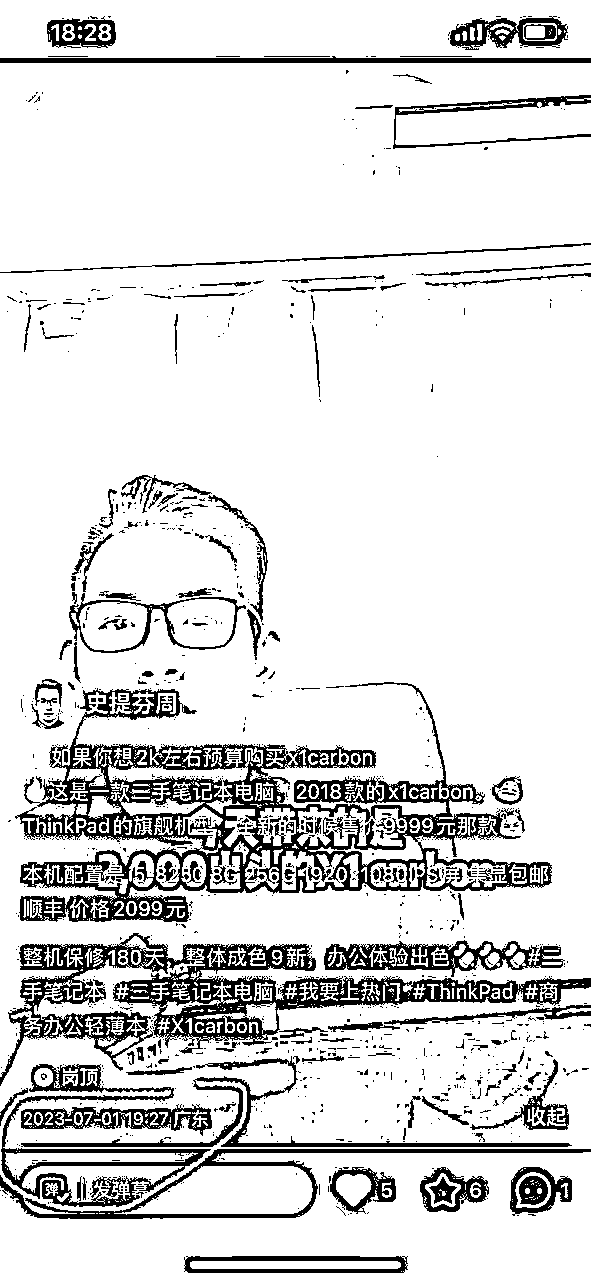 18:28
史提芬周
如果你想2k左右预算购买x1carbon
这是一款二手笔记本电脑，2018款的x1carbon。
ThinkPad的旗舰机型，全新的时候售价9999元那款
今天带来的是
2,000出头的X1 carbon
本机配置是 i5-8250 8G 256G 1920*1080 IPS 集显包邮
顺丰 价格2099元
整机保修180天，整体成色9新，办公体验出色 #二
手笔记本 #二手笔记本电脑 #我要上热门 #ThinkPad #商
务办公轻薄本 #X1carbon
岗顶
2023-07-01 19:27 广东
收起
弹 发弹幕
5 6 1